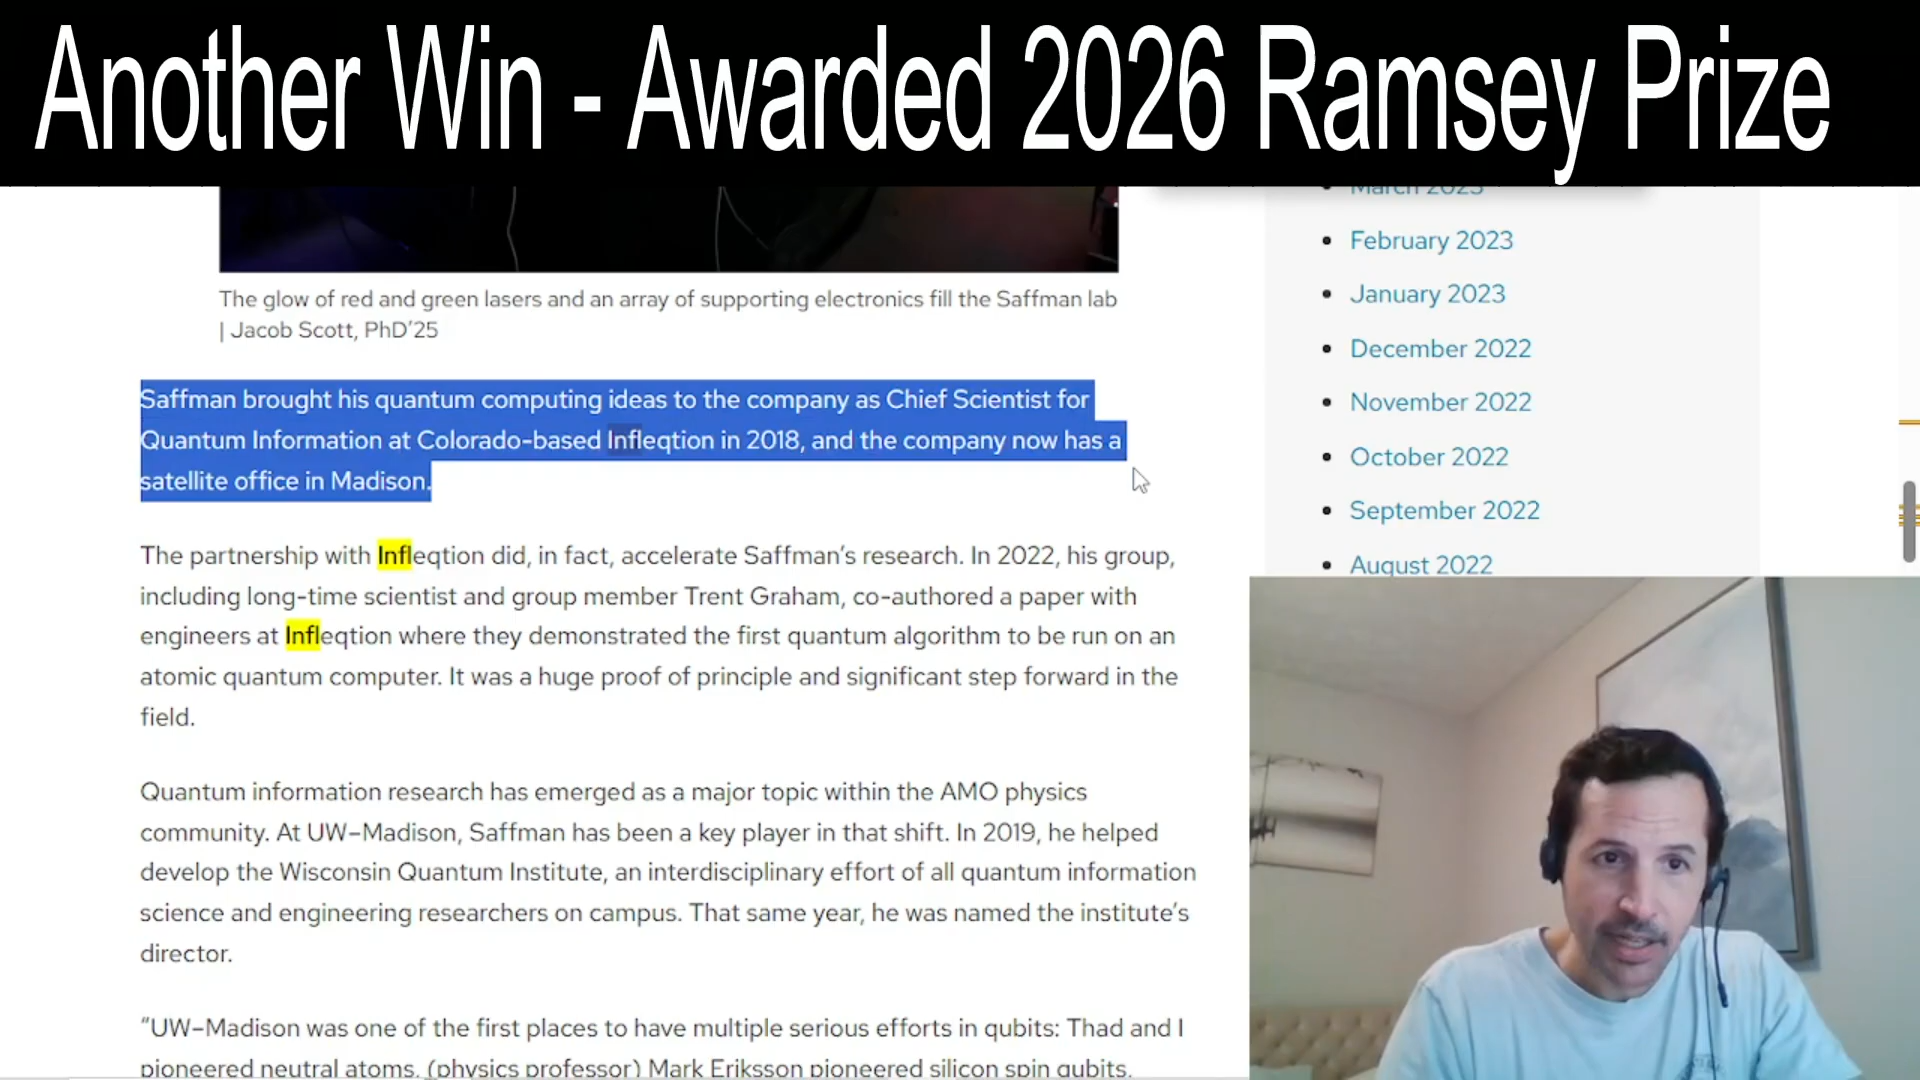 Another Win - Awarded 2026 Ramsey Prize
March 2023
February 2023
January 2023
December 2022
November 2022
October 2022
September 2022
August 2022
The glow of red and green lasers and an array of supporting electronics fill the Saffman lab
| Jacob Scott, PhD'25
Saffman brought his quantum computing ideas to the company as Chief Scientist for
Quantum Information at Colorado-based Infleqtion in 2018, and the company now has a
satellite office in Madison.
The partnership with Infleqtion did, in fact, accelerate Saffman's research. In 2022, his group,
including long-time scientist and group member Trent Graham, co-authored a paper with
engineers at Infleqtion where they demonstrated the first quantum algorithm to be run on an
atomic quantum computer. It was a huge proof of principle and significant step forward in the
field.
Quantum information research has emerged as a major topic within the AMO physics
community. At UW–Madison, Saffman has been a key player in that shift. In 2019, he helped
develop the Wisconsin Quantum Institute, an interdisciplinary effort of all quantum information
science and engineering researchers on campus. That same year, he was named the institute's
director.
"UW–Madison was one of the first places to have multiple serious efforts in qubits: Thad and I
pioneered neutral atoms, (physics professor) Mark Eriksson pioneered silicon spin qubits,